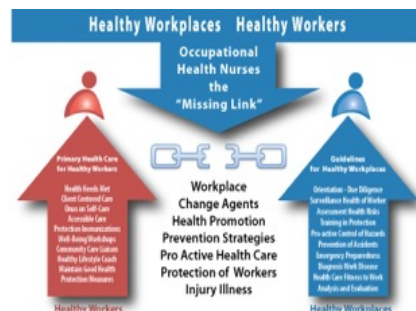 Healthy Workplaces Healthy Workers
Occupational
Health Nurses
the
"Missing Link"
Primary Health Care
for Healthy Workers
Health Needs Met
Client Centered Care
Onus on Self-Care
Accessible Care
Protection Immunizations
Well-Being Workshops
Community Care Liaison
Healthy Lifestyle Coach
Maintain Good Health
Protection Measures
Healthy Workers
Workplace
Change Agents
Health Promotion
Prevention Strategies
Pro Active Health Care
Protection of Workers
Injury Illness
Guidelines
for Healthy Workplaces
Orientation - Due Diligence
Surveillance Health of Worker
Assessment Health Risks
Training in Protection
Pro-active Control of Hazards
Prevention of Accidents
Emergency Preparedness
Diagnosis Work Disease
Health Care Fitness to Work
Analysis and Evaluation
Healthy Workplaces